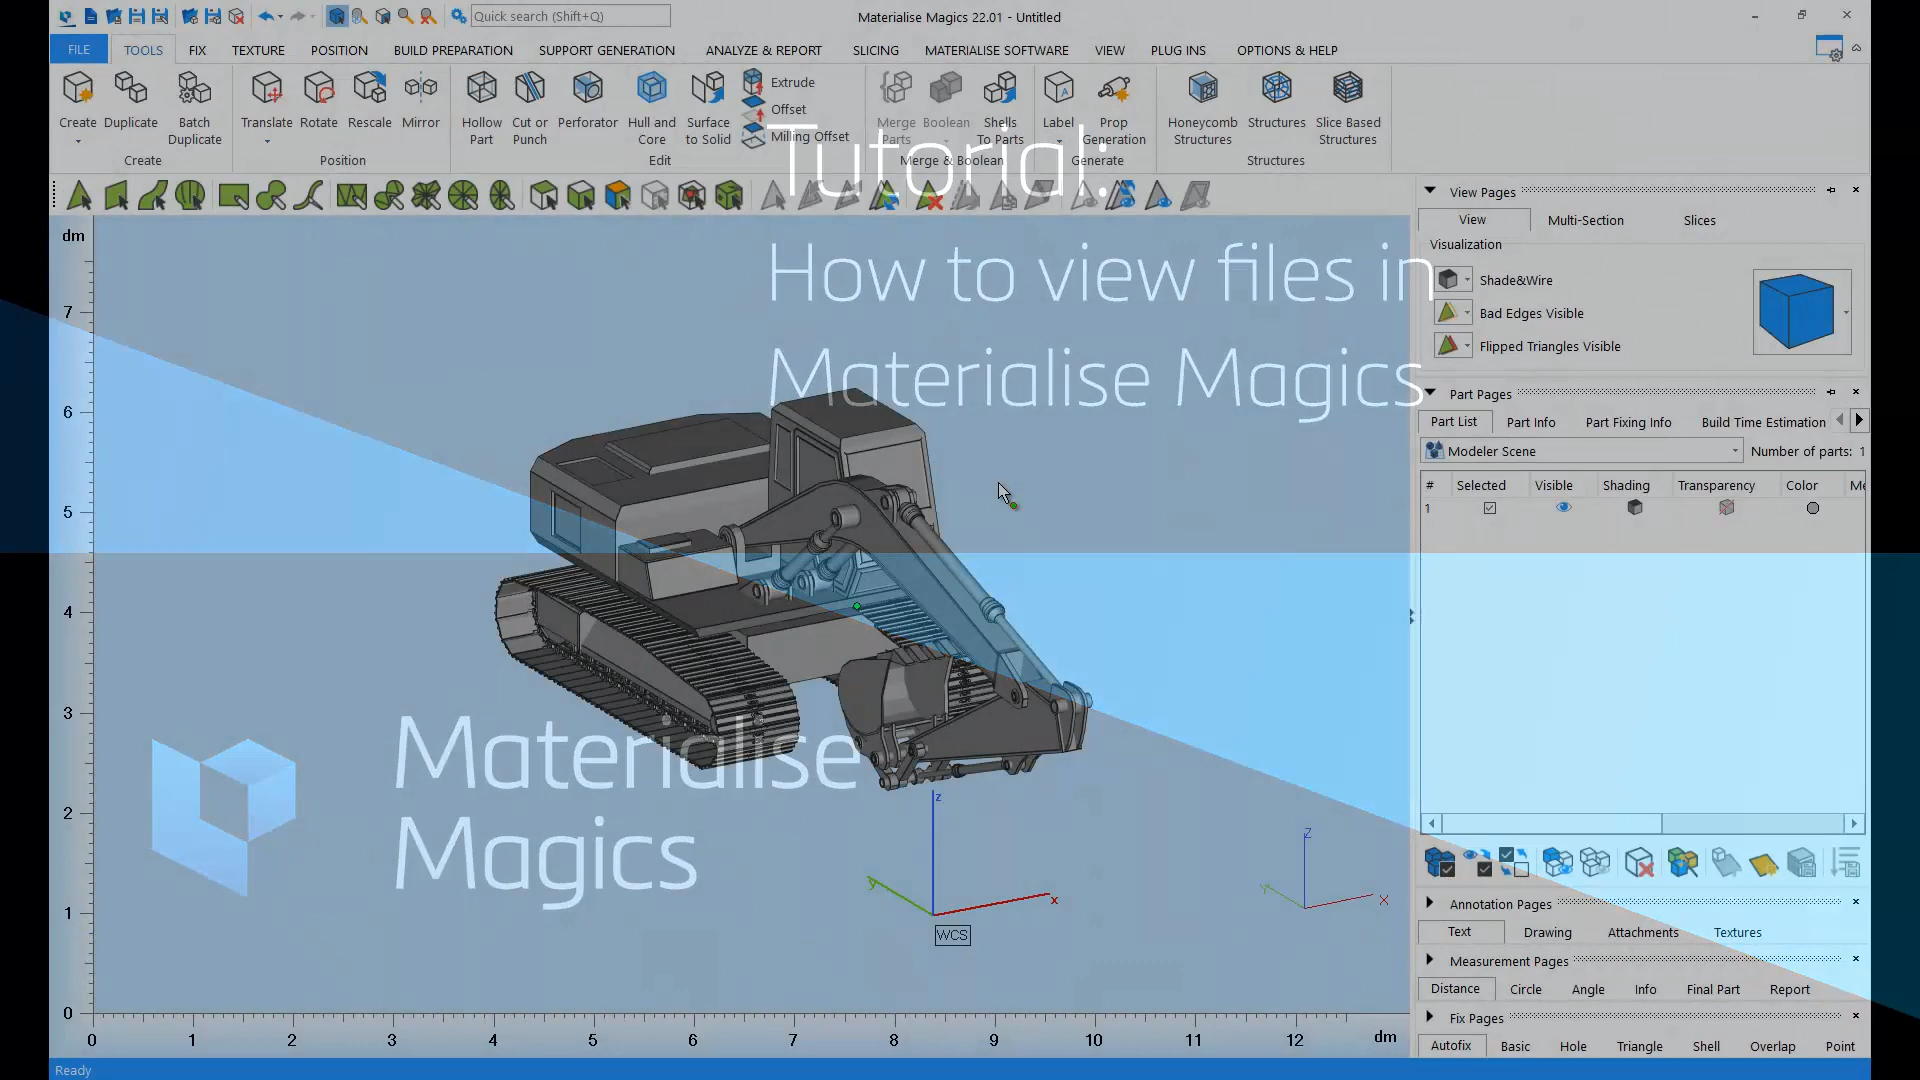 Quick search (Shift+Q)
Materialise Magics 22.01 - Untitled
FILE TOOLS FIX TEXTURE POSITION BUILD PREPARATION SUPPORT GENERATION ANALYZE & REPORT SLICING MATERIALISE SOFTWARE VIEW PLUG INS OPTIONS & HELP
Create Duplicate Batch Duplicate
Create
Translate Rotate Rescale Mirror
Position
Hollow Part Cut or Punch Perforator Hull and Core Surface to Solid
Extrude
Offset
Milling Offset
Edit
Merge Parts Boolean Shells To Parts
Merge & Boolean
Label Prop Generation
Generate
Honeycomb Structures Structures Slice Based Structures
Structures
Tutorial:
How to view files in
Materialise Magics
Materialise
Magics
dm
7
6
5
4
3
2
1
0
0 1 2 3 4 5 6 7 8 9 10 11 12 dm
z
y
x
WCS
Z
Y
X
View Pages
View Multi-Section Slices
Visualization
Shade&Wire
Bad Edges Visible
Flipped Triangles Visible
Part Pages
Part List Part Info Part Fixing Info Build Time Estimation
Modeler Scene Number of parts: 1
# Selected Visible Shading Transparency Color Me
1
Annotation Pages
Text Drawing Attachments Textures
Measurement Pages
Distance Circle Angle Info Final Part Report
Fix Pages
Autofix Basic Hole Triangle Shell Overlap Point
Ready